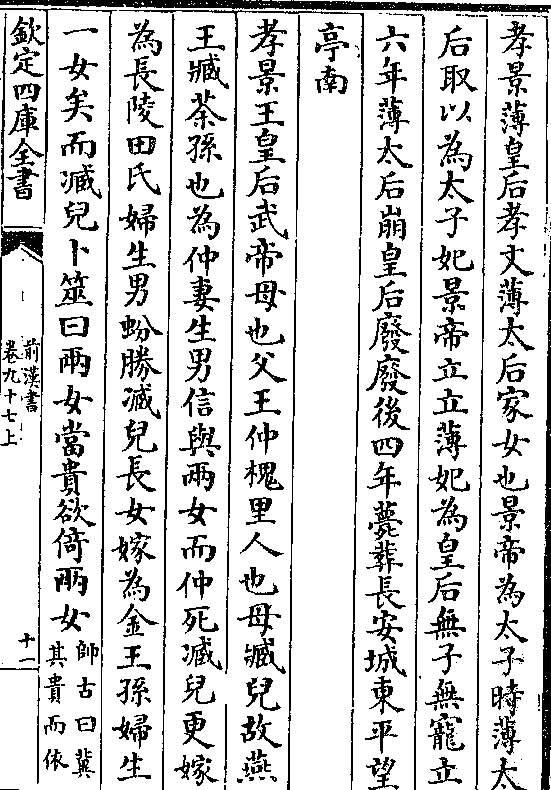 孝景薄皇后孝文薄太后家女也景帝為太子時薄太
后取以為太子妃景帝立立薄妃為皇后無子無寵立
六年薄太后崩皇后廢廢後四年薨葬長安城東平望
亭南
孝景王皇后武帝母也父王仲槐里人也母臧兒故燕
王臧荼孫也為仲妻生男信與兩女而仲死臧兒更嫁
為長陵田氏婦生男蚡勝臧兒長女嫁為金王孫婦生
一女矣而臧兒卜筮曰兩女當貴欲倚兩女
師古曰冀
其貴而依
欽定四庫全書
前漢書
卷九十七上
十一